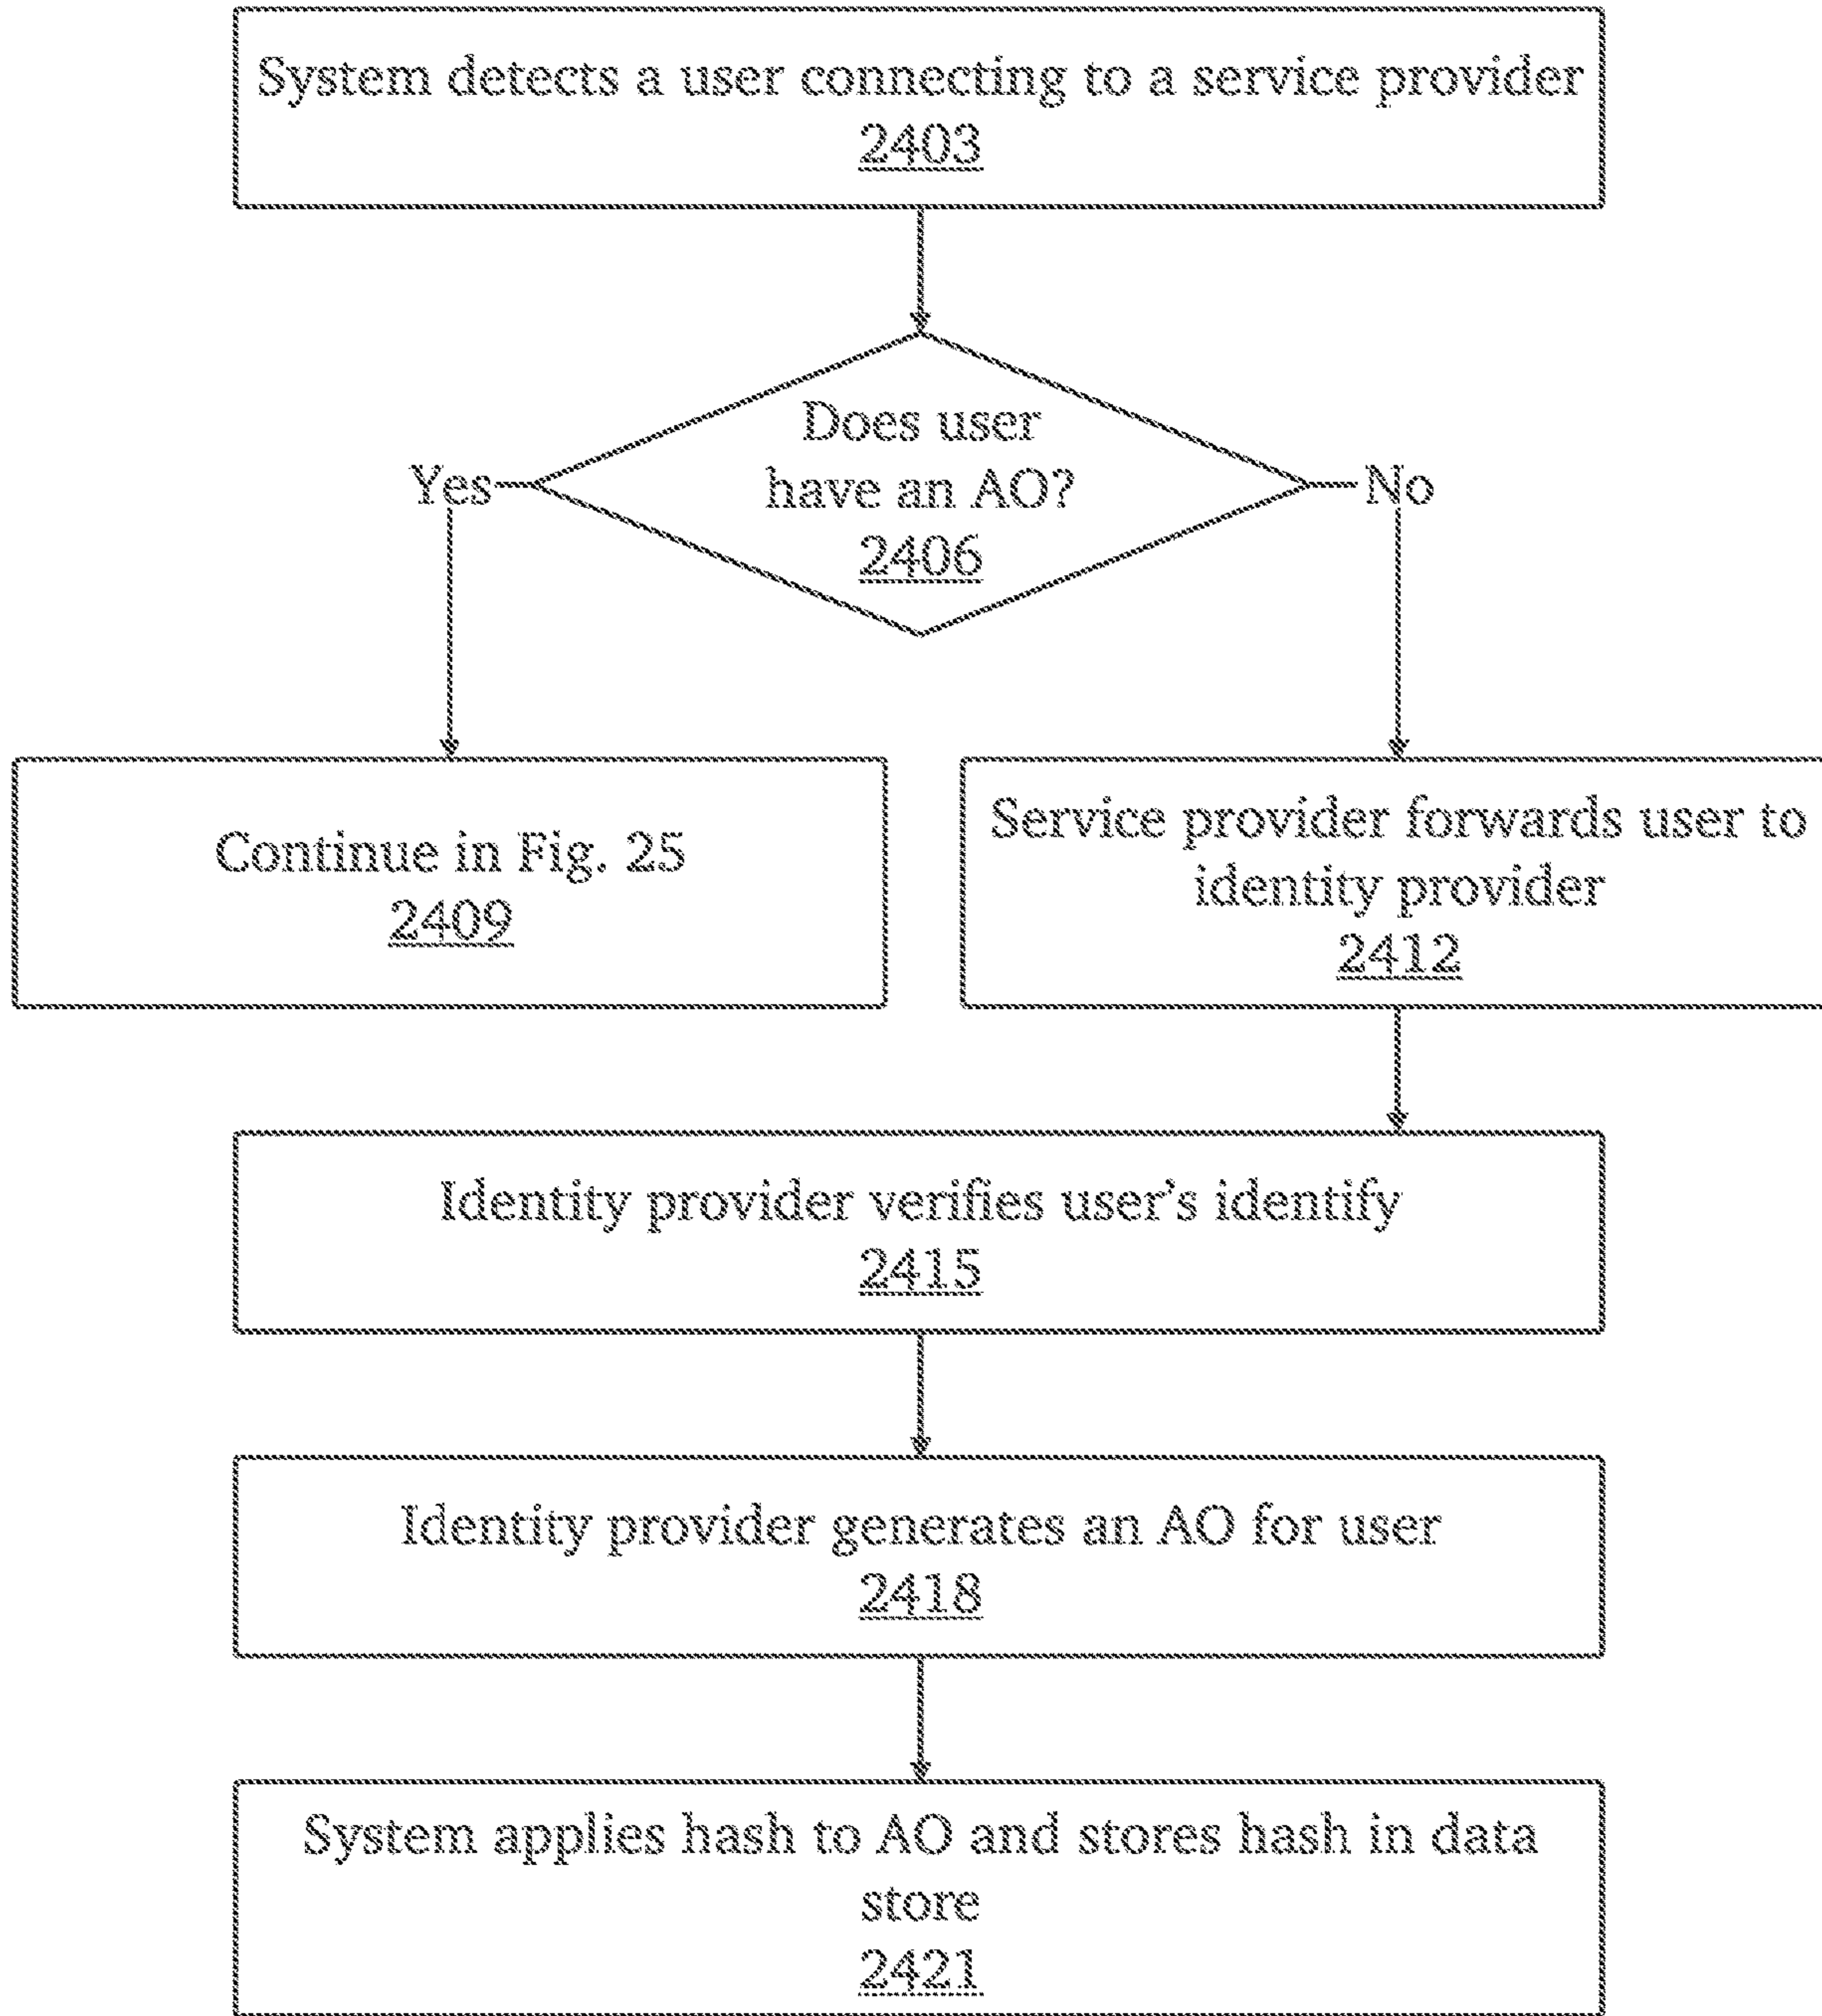 System detects a user connecting to a service provider
2403
Does user
have an AO?
2406
Yes
No
Continue in Fig. 25
2409
Service provider forwards user to
identity provider
2412
Identity provider verifies user's identify
2415
Identity provider generates an AO for user
2418
System applies hash to AO and stores hash in data
store
2421